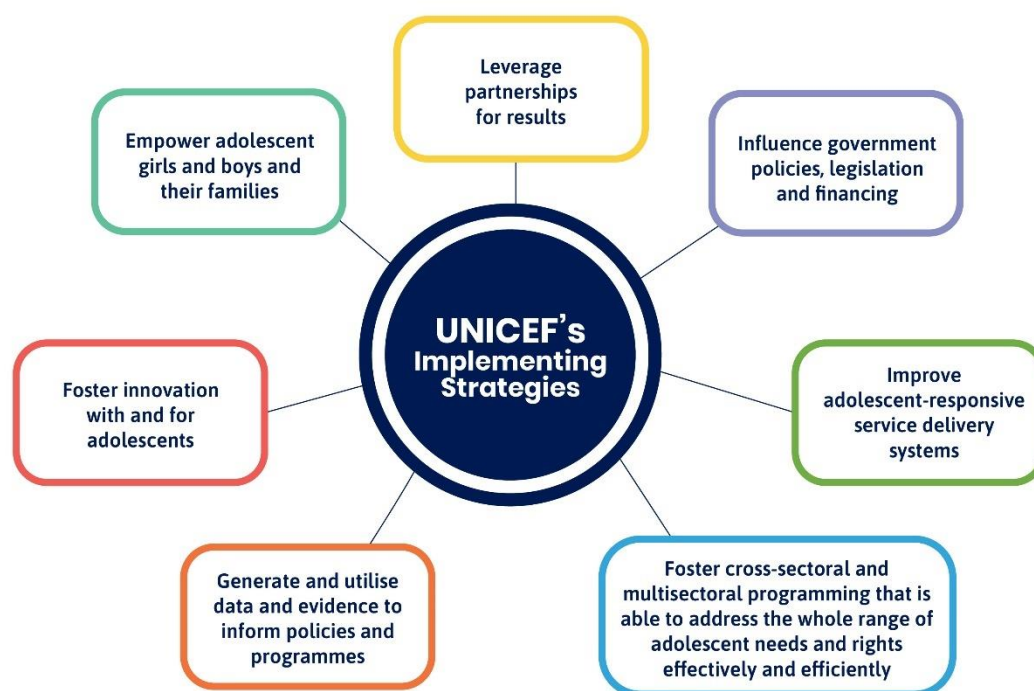 Leverage
partnerships
for results
Empower adolescent
girls and boys and
their families
Influence government
policies, legislation
and financing
UNICEF’s
Implementing
Strategies
Foster innovation
with and for
adolescents
Improve
adolescent-responsive
service delivery
systems
Generate and utilise
data and evidence to
inform policies and
programmes
Foster cross-sectoral and
multisectoral programming that is
able to address the whole range of
adolescent needs and rights
effectively and efficiently